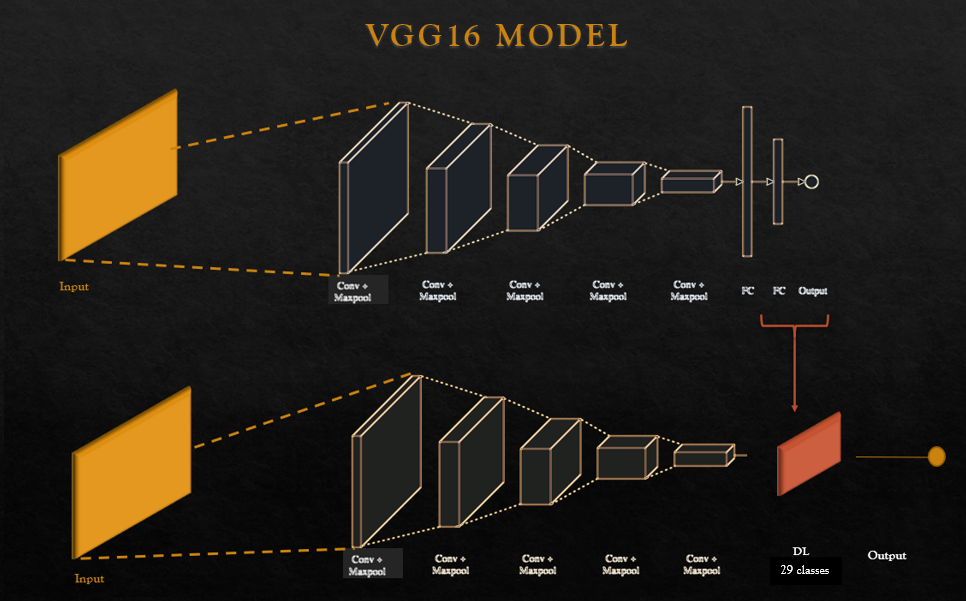 VGG16 MODEL
Input
Conv +
Maxpool
Conv +
Maxpool
Conv +
Maxpool
Conv +
Maxpool
Conv +
Maxpool
FC
FC
Output
Input
Conv +
Maxpool
Conv +
Maxpool
Conv +
Maxpool
Conv +
Maxpool
Conv +
Maxpool
DL
29 classes
Output